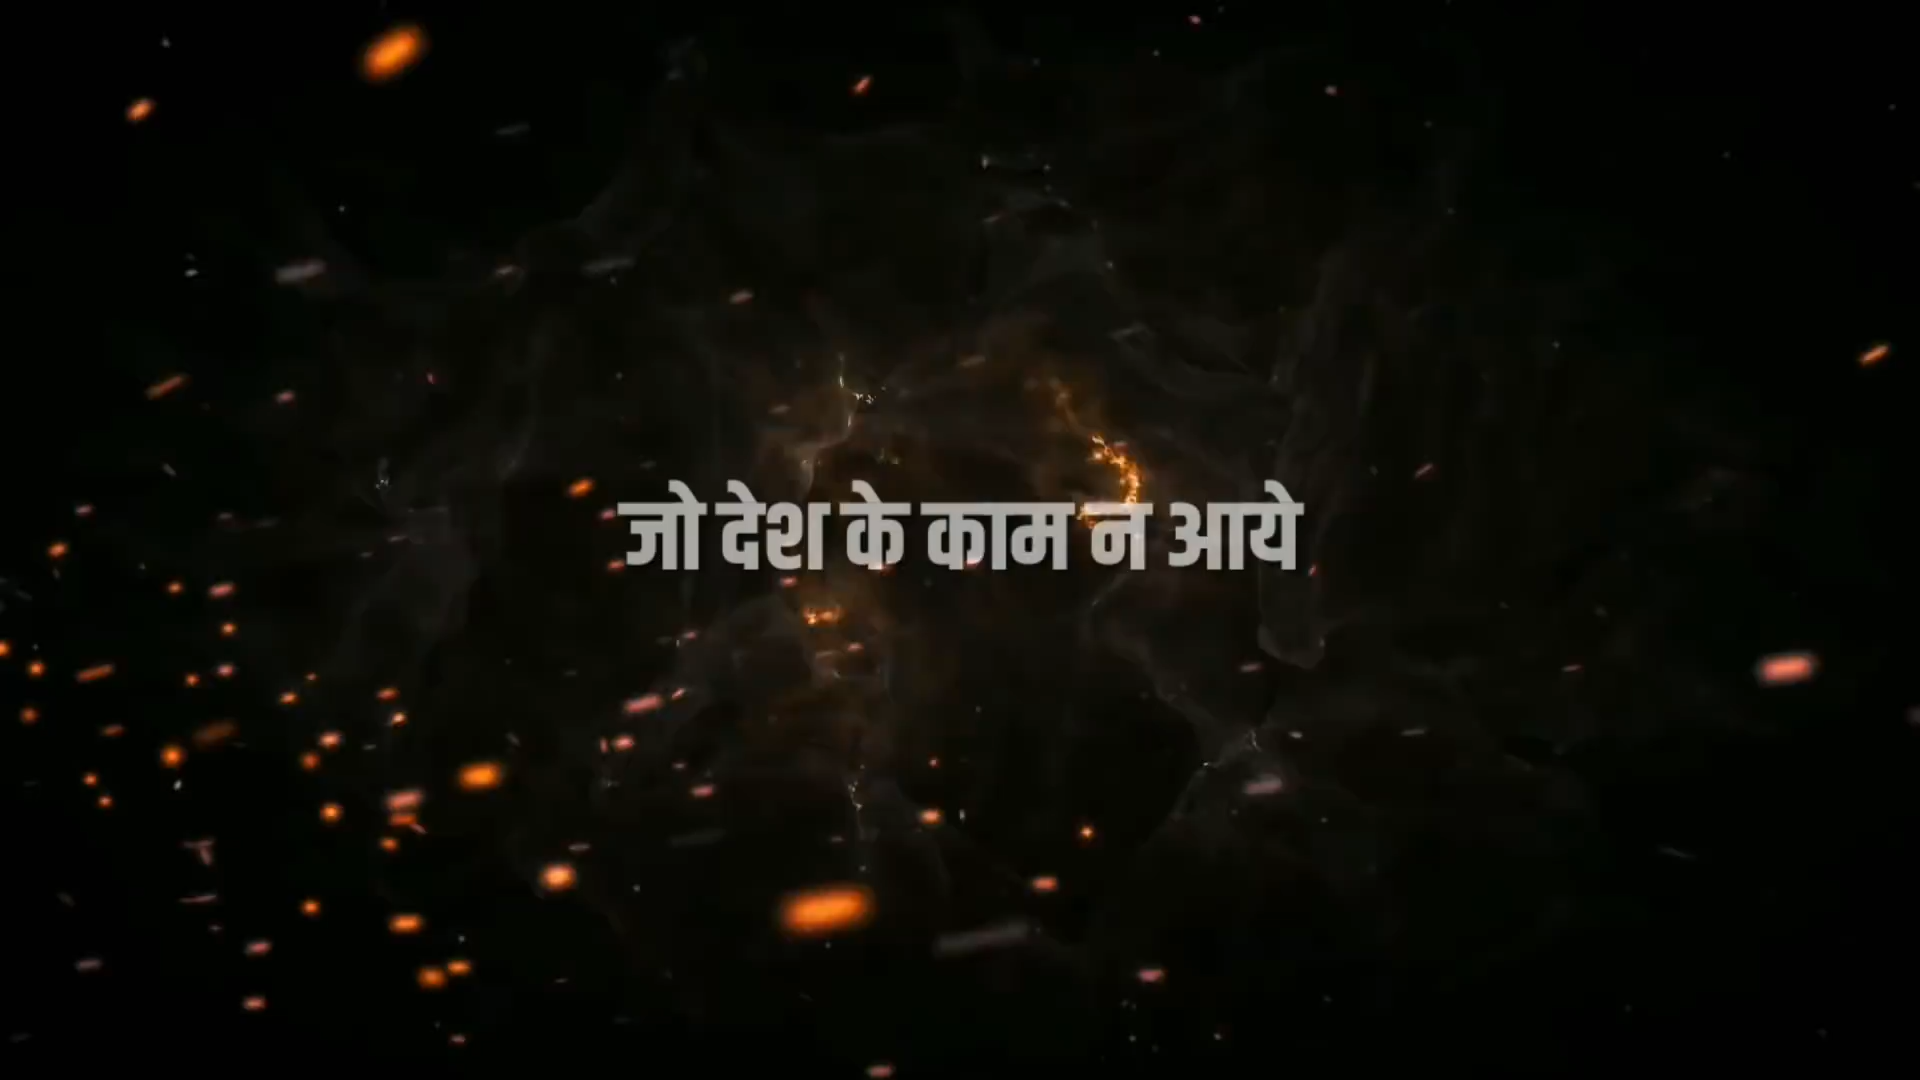 जो देश के काम न आये